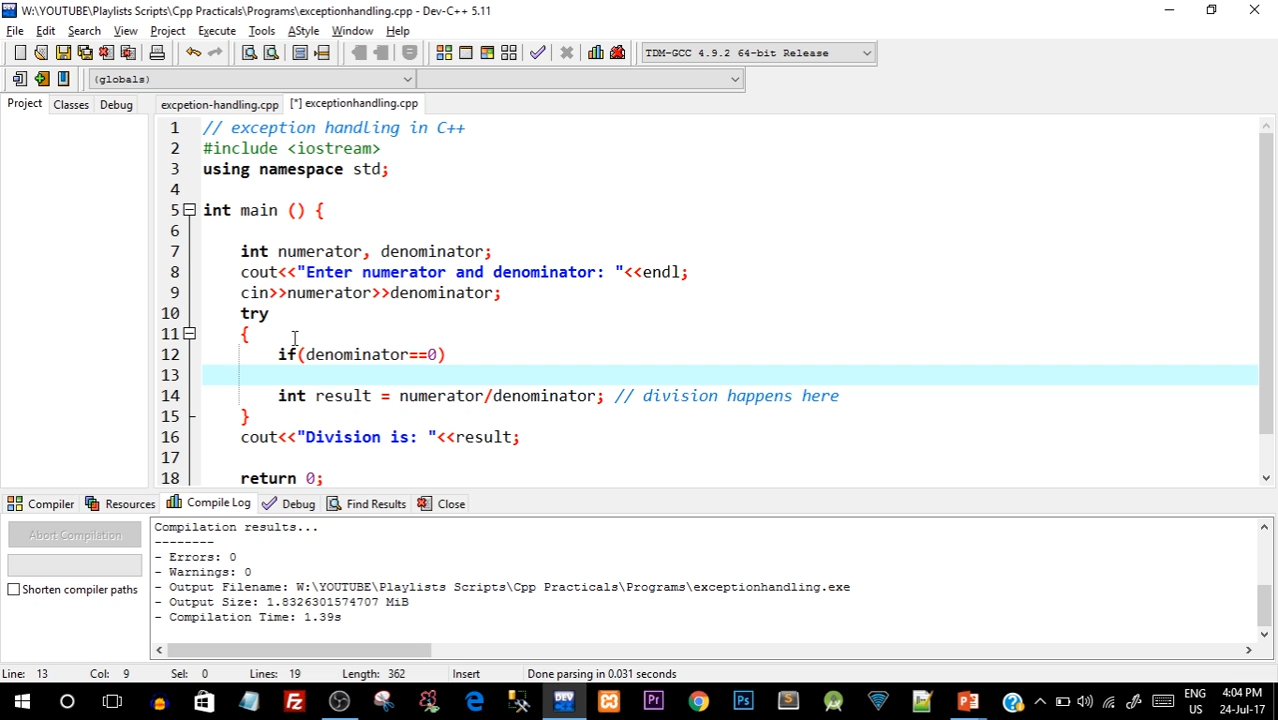 W:\YOUTUBE\Playlists Scripts\Cpp Practicals\Programs\exceptionhandling.cpp - Dev-C++ 5.11
File Edit Search View Project Execute Tools AStyle Window Help
TDM-GCC 4.9.2 64-bit Release
(globals)
Project Classes Debug excpetion-handling.cpp [*] exceptionhandling.cpp
1 // exception handling in C++
2 #include <iostream>
3 using namespace std;
4
5 int main () {
6
7 int numerator, denominator;
8 cout<<"Enter numerator and denominator: "<<endl;
9 cin>>numerator>>denominator;
10 try
11 {
12 if(denominator==0)
13
14 int result = numerator/denominator; // division happens here
15 }
16 cout<<"Division is: "<<result;
17
18 return 0;
Compiler Resources Compile Log Debug Find Results Close
Abort Compilation
Shorten compiler paths
Compilation results...
--------
- Errors: 0
- Warnings: 0
- Output Filename: W:\YOUTUBE\Playlists Scripts\Cpp Practicals\Programs\exceptionhandling.exe
- Output Size: 1.8326301574707 MiB
- Compilation Time: 1.39s
Line: 13 Col: 9 Sel: 0 Lines: 19 Length: 362 Insert Done parsing in 0.031 seconds
DEV Pr Ps S
ENG 4:04 PM
US 24-Jul-17